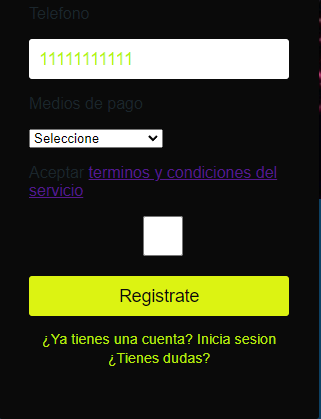 Telefono
11111111111
Medios de pago
Seleccione
Aceptar terminos y condiciones del
servicio
Registrate
¿Ya tienes una cuenta? Inicia sesion
¿Tienes dudas?